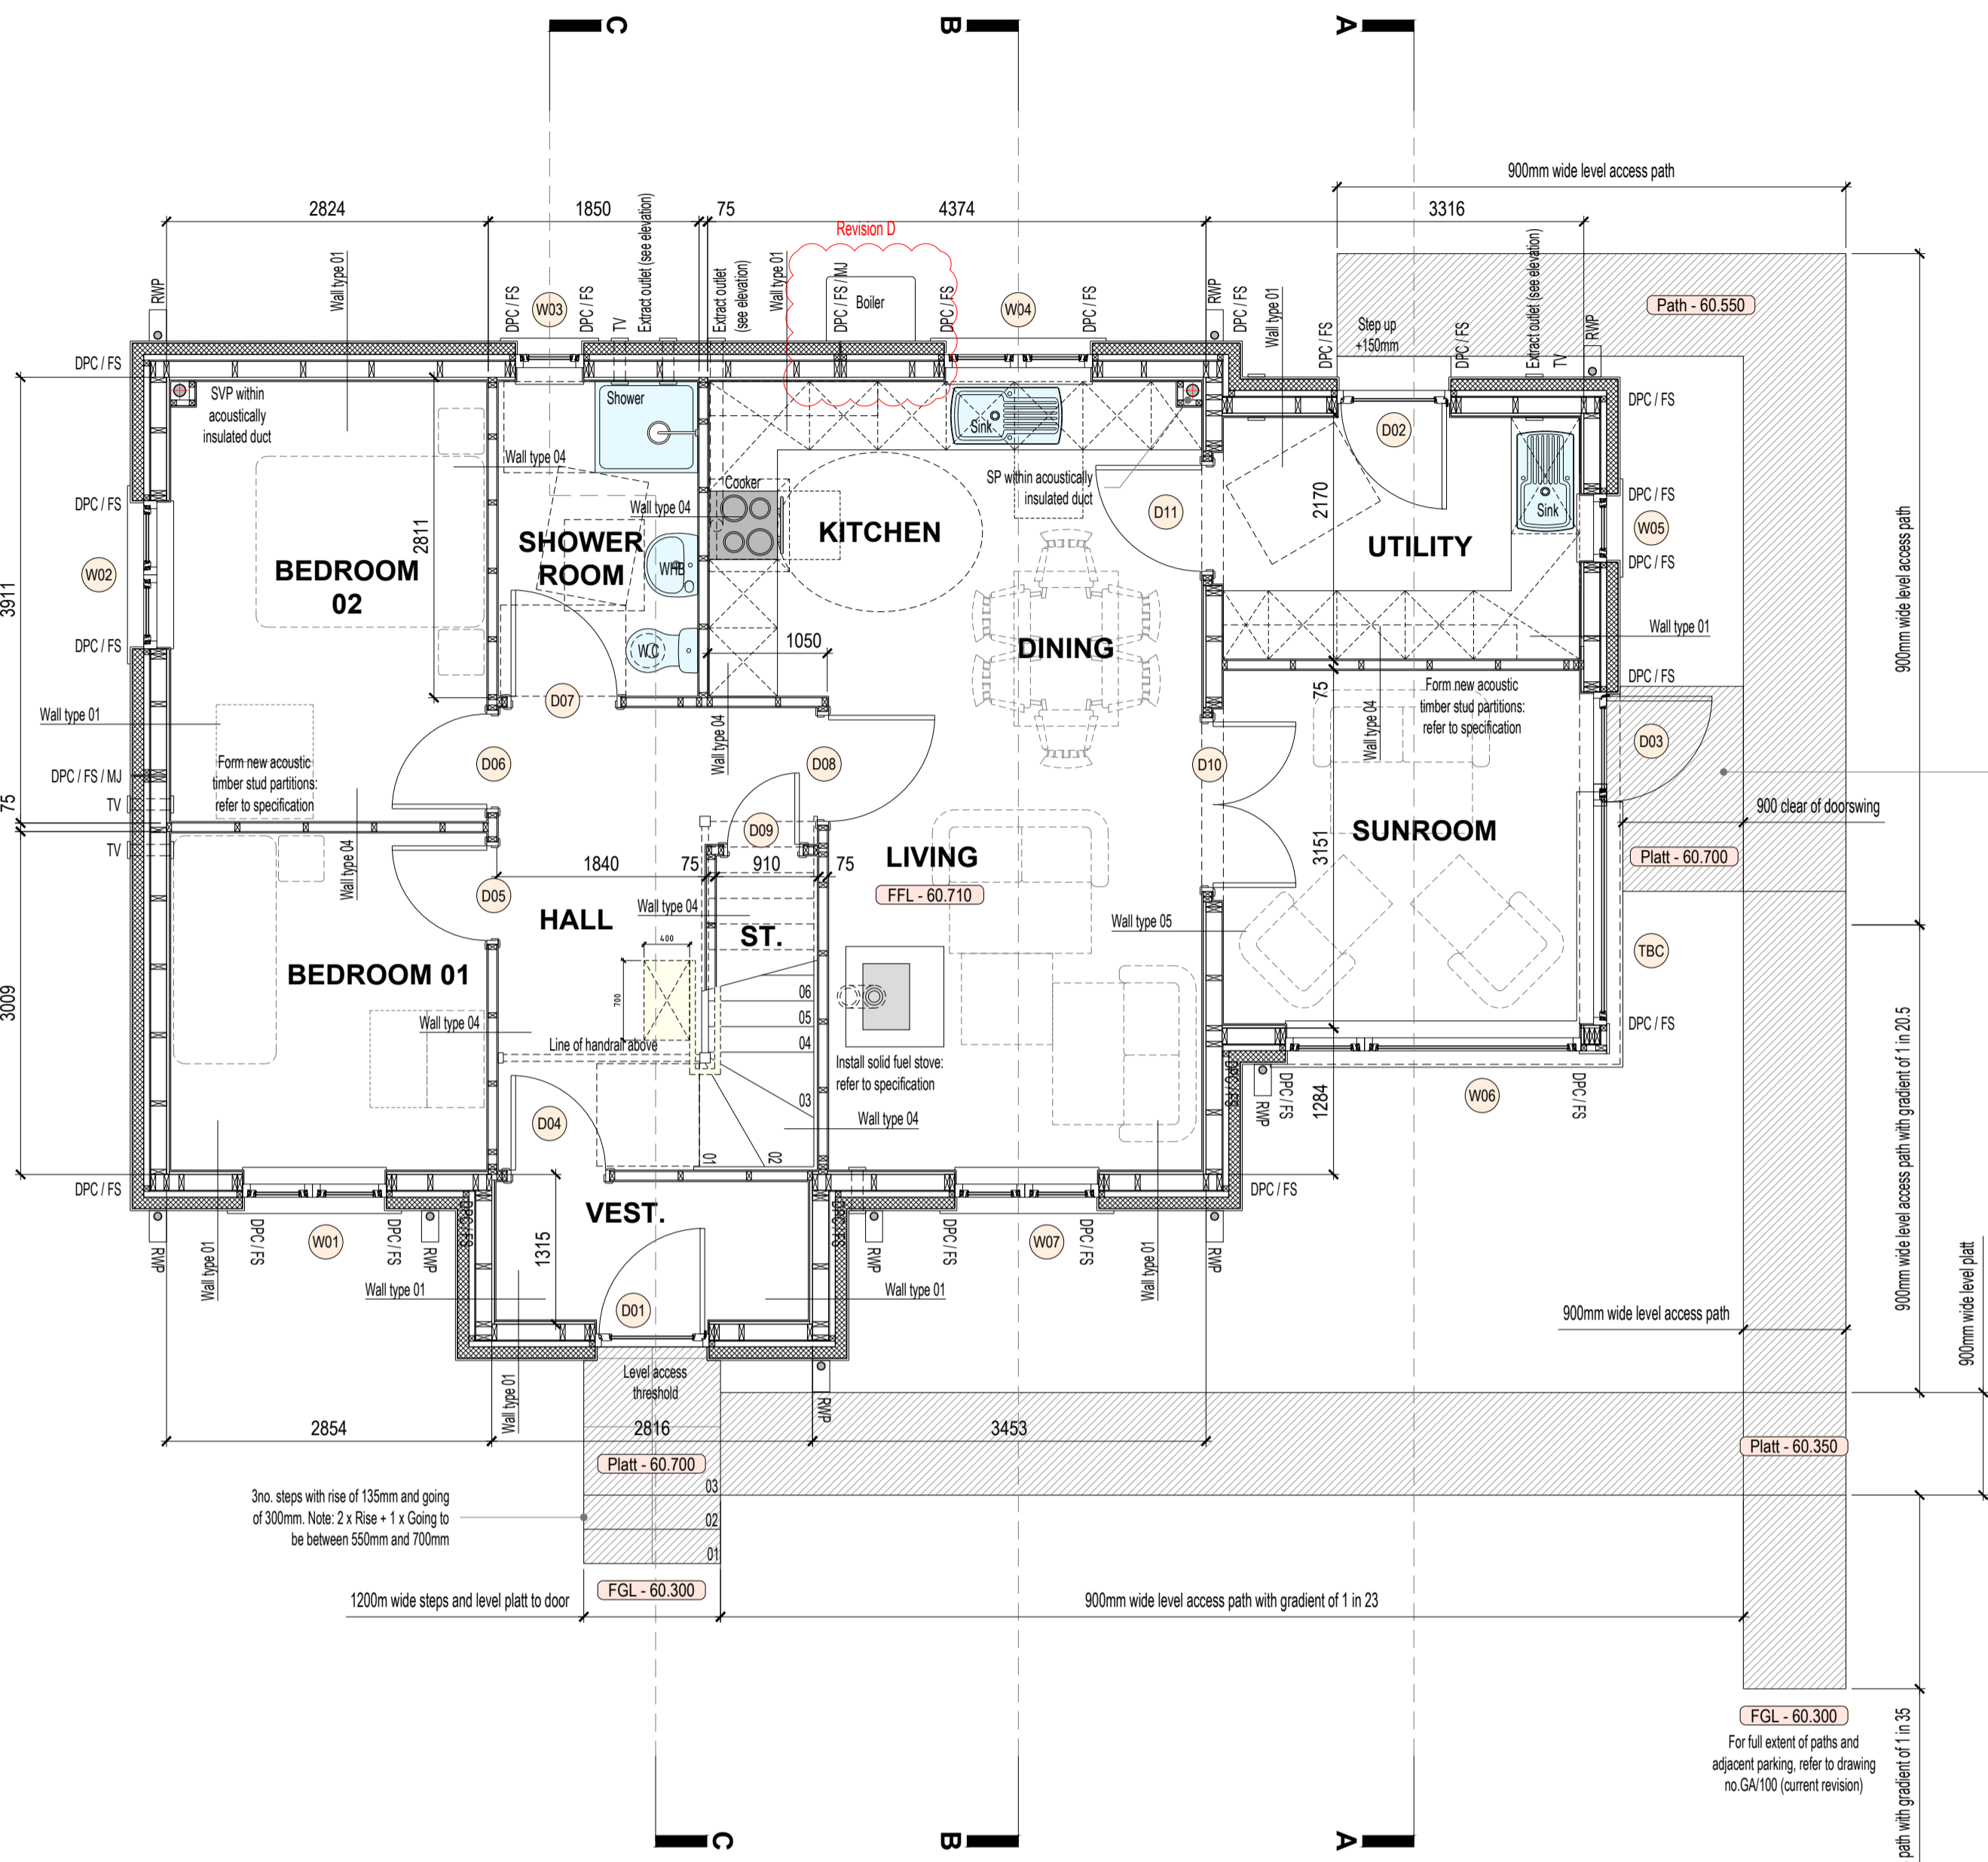 C
B
A
900mm wide level access path
2824
1850
75
4374
3316
Revision D
Wall type 01
Extract outlet (see elevation)
TV
Extract outlet
(see elevation)
Wall type 01
DPC / FS / MJ
Boiler
RWP
DPC / FS
W03
DPC / FS
DPC / FS
W04
DPC / FS
RWP
DPC / FS
Wall type 01
Step up
+150mm
DPC / FS
DPC / FS
Extract outlet (see elevation)
TV
RWP
Path - 60.550
DPC / FS
SVP within
acoustically
insulated duct
Shower
Wall type 04
Cooker
Wall type 04
Sink
SP within acoustically
insulated duct
D11
D02
Sink
DPC / FS
DPC / FS
W05
DPC / FS
DPC / FS
W02
DPC / FS
3911
2811
2170
BEDROOM
02
SHOWER
ROOM
WHB
WC
KITCHEN
DINING
UTILITY
1050
Wall type 01
900mm wide level access path
900mm wide level access path
DPC / FS
Wall type 01
D07
Wall type 04
75
Form new acoustic
timber stud partitions:
refer to specification
Wall type 04
D03
DPC / FS / MJ
TV
TV
75
Form new acoustic
timber stud partitions:
refer to specification
Wall type 04
D06
D08
D10
D09
900 clear of doorswing
Platt - 60.700
SUNROOM
3151
LIVING
FFL - 60.710
1840
75
910
75
D05
HALL
Wall type 04
ST.
Wall type 05
TBC
BEDROOM 01
400
700
06
05
04
03
02
01
3009
Wall type 04
Line of handrail above
Install solid fuel stove:
refer to specification
Wall type 04
D04
DPC / FS
DPC / FS
RWP
DPC / FS
1284
W06
DPC / FS
DPC / FS
DPC / FS
RWP
Wall type 01
DPC / FS
W01
DPC / FS
RWP
DPC / FS
VEST.
1315
Wall type 01
D01
Wall type 01
DPC / FS
RWP
DPC / FS
W07
DPC / FS
Wall type 01
RWP
900mm wide level access path with gradient of 1 in 20.5
900mm wide level platt
900mm wide level access path
Wall type 01
Level access
threshold
RWP
2854
2816
3453
Platt - 60.700
Platt - 60.350
3no. steps with rise of 135mm and going
of 300mm. Note: 2 x Rise + 1 x Going to
be between 550mm and 700mm
03
02
01
FGL - 60.300
1200m wide steps and level platt to door
900mm wide level access path with gradient of 1 in 23
FGL - 60.300
For full extent of paths and
adjacent parking, refer to drawing
no.GA/100 (current revision)
path with gradient of 1 in 35
C
B
A